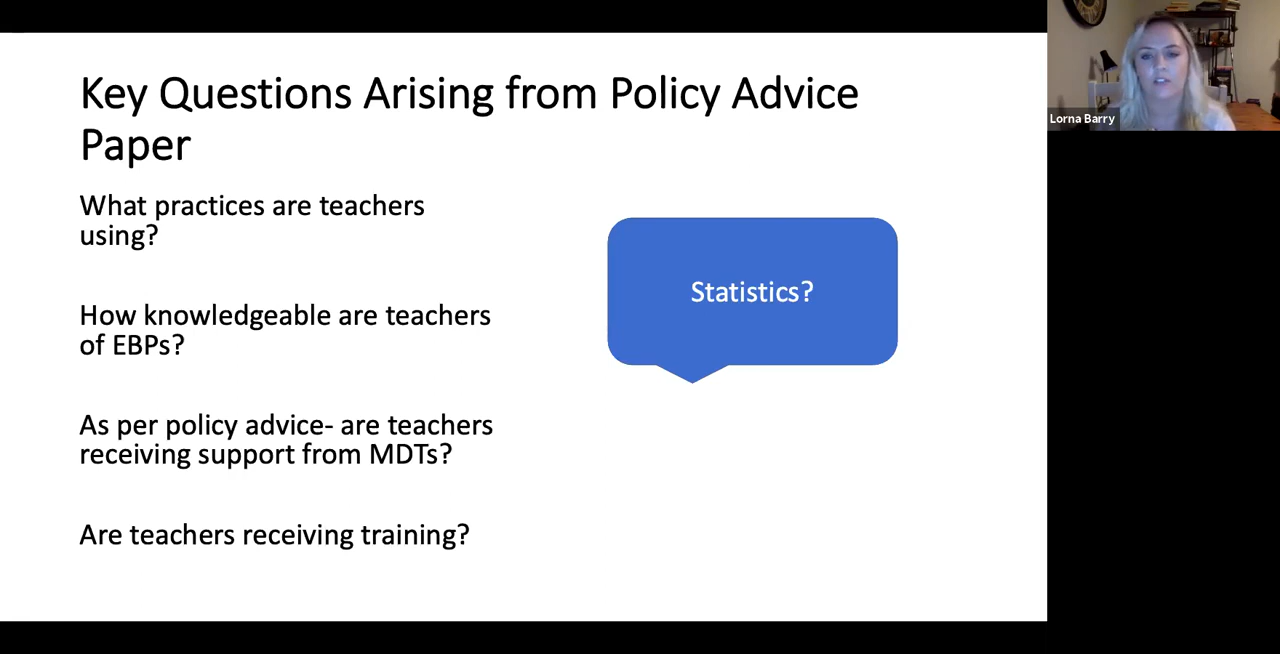 Key Questions Arising from Policy Advice
Paper
What practices are teachers
using?
How knowledgeable are teachers
of EBPs?
As per policy advice- are teachers
receiving support from MDTs?
Are teachers receiving training?
Statistics?
Lorna Barry